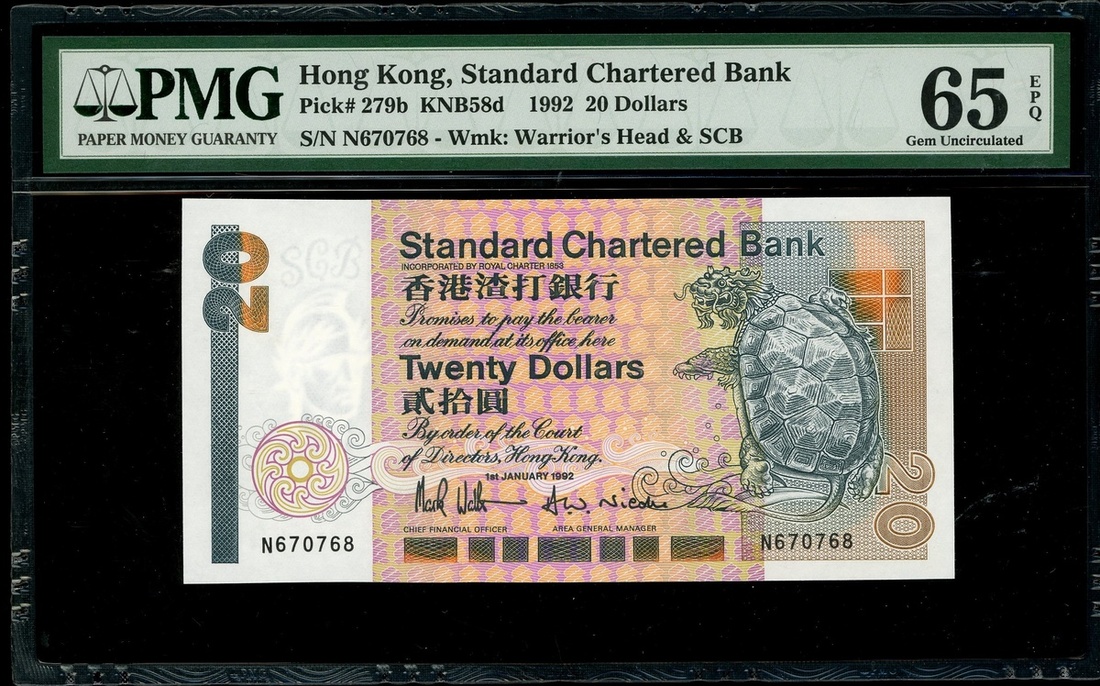 PMG
PAPER MONEY GUARANTY
Hong Kong, Standard Chartered Bank
Pick# 279b KNB58d 1992 20 Dollars
S/N N670768 - Wmk: Warrior's Head & SCB
65
EPQ
Gem Uncirculated
20
SCB
Standard Chartered Bank
INCORPORATED BY ROYAL CHARTER 1853
香港渣打銀行
Promises to pay the bearer
on demand at its office here
Twenty Dollars
貳拾圓
By order of the Court
of Directors, Hong Kong.
1st JANUARY 1992
CHIEF FINANCIAL OFFICER
AREA GENERAL MANAGER
N670768
N670768
20